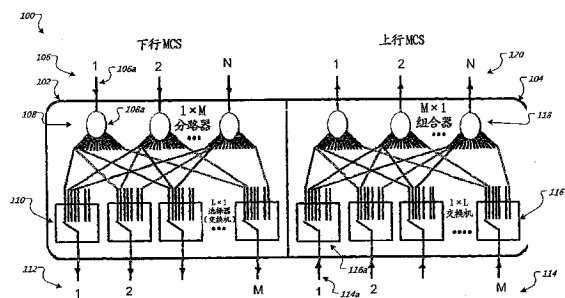 100
下行MCS
上行MCS
106
1
106a
2
N
1
2
N
120
102
104
108
108a
1×M
分路器
...
M×1
组合器
...
118
110
L×1
选择器
(交换机)
...
1×L
交换机
....
116
116a
112
1
2
M
1
114a
2
M
114